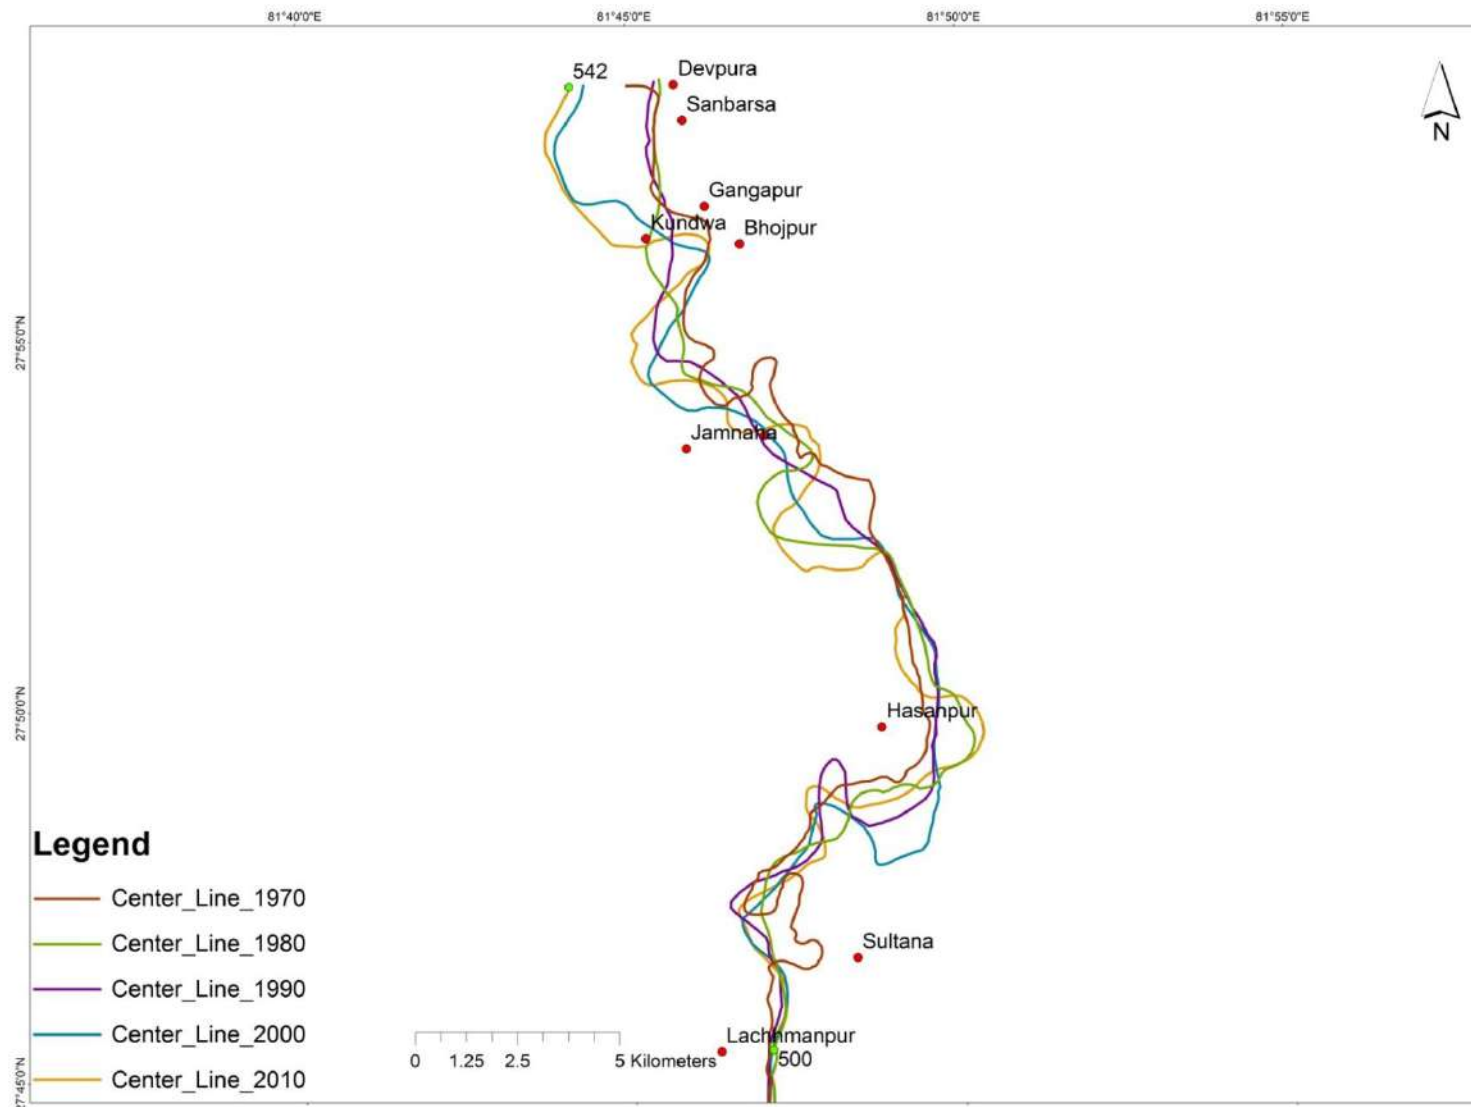 81°40'0"E
81°45'0"E
81°50'0"E
81°55'0"E
542
Devpura
Sanbarsa
N
Gangapur
Kundwa
Bhojpur
27°55'0"N
Jamnaha
27°50'0"N
Hasanpur
Legend
Center_Line_1970
Center_Line_1980
Sultana
Center_Line_1990
Center_Line_2000
Lachhmanpur
0 1.25 2.5 5 Kilometers
500
Center_Line_2010
27°45'0"N